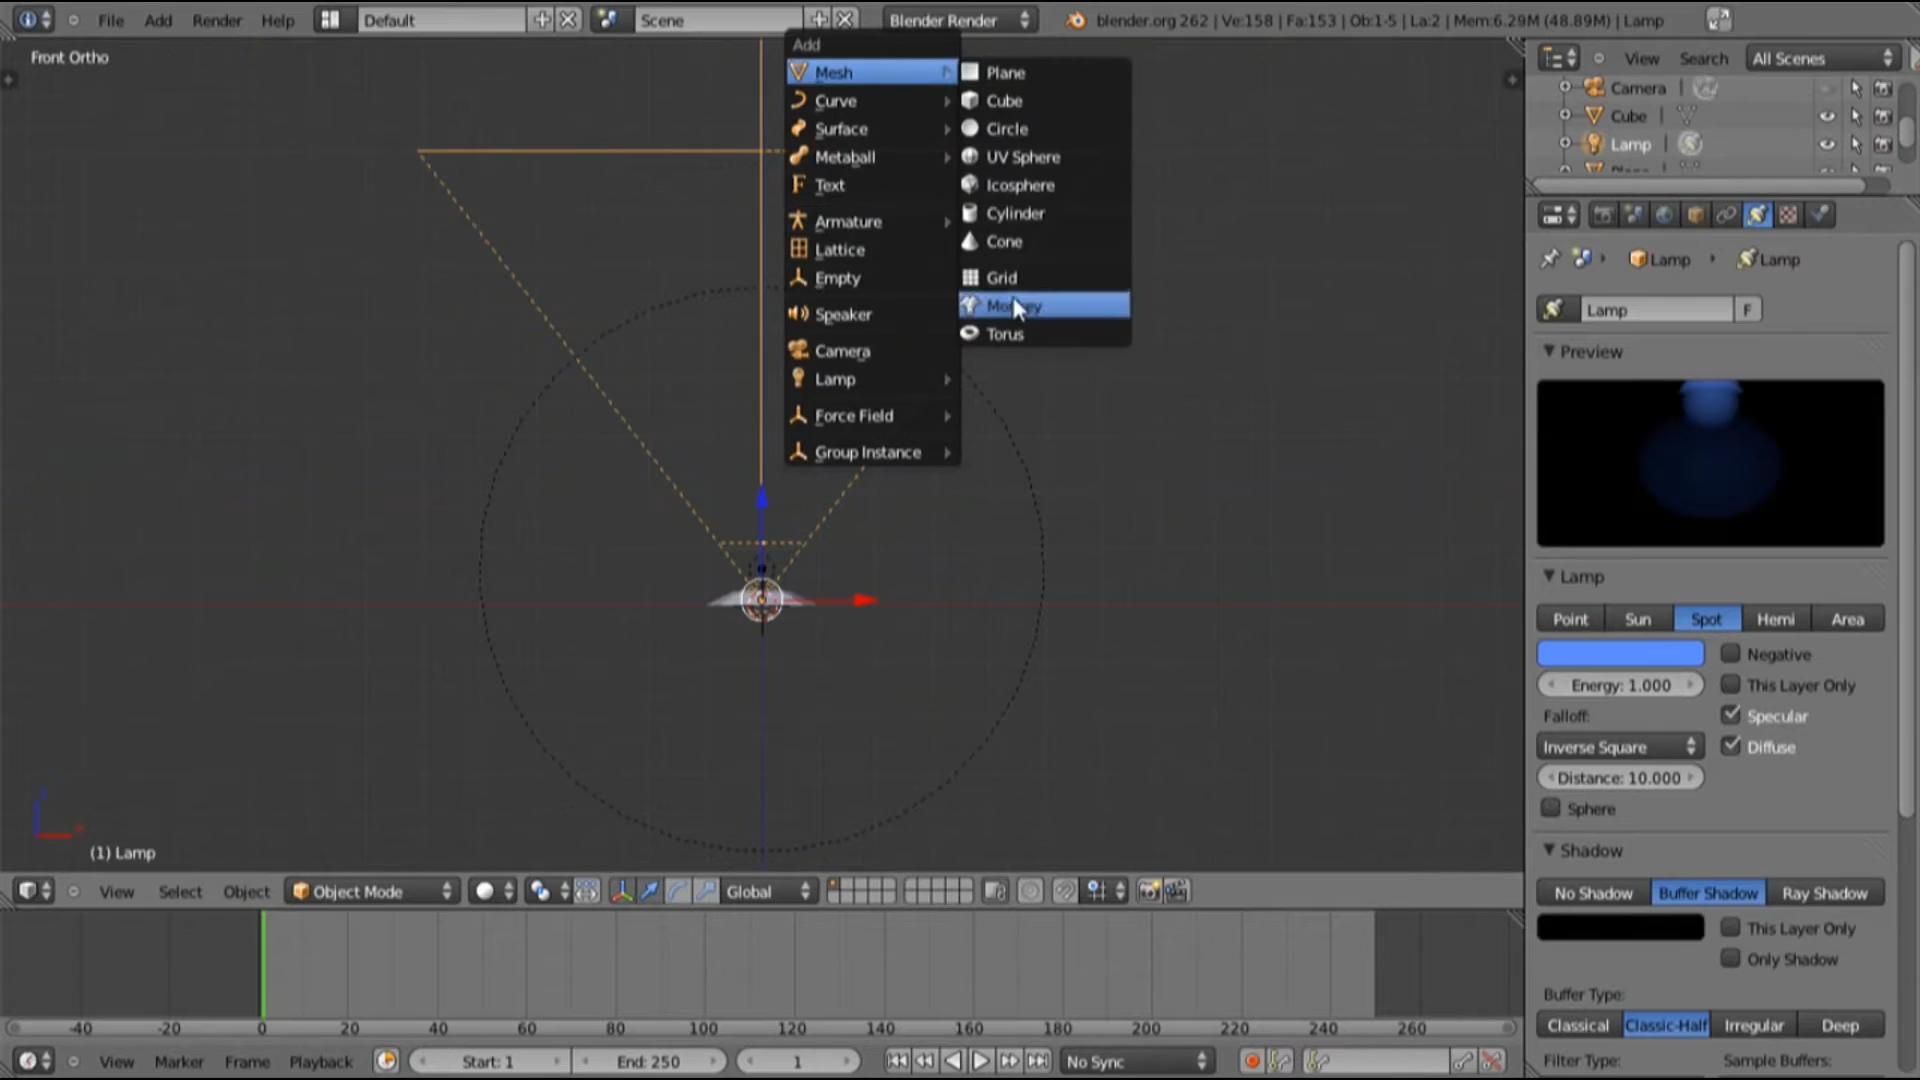 File Add Render Help Default Scene Blender Render blender.org 262 | Ve:158 | Fa:153 | Ob:1-5 | La:2 | Mem:6.29M (48.89M) | Lamp
Front Ortho
Add
Mesh
Curve
Surface
Metaball
Text
Armature
Lattice
Empty
Speaker
Camera
Lamp
Force Field
Group Instance
Plane
Cube
Circle
UV Sphere
Icosphere
Cylinder
Cone
Grid
Monkey
Torus
(1) Lamp
View Search All Scenes
Camera
Cube
Lamp
Lamp Lamp
Lamp F
Preview
Lamp
Point Sun Spot Hemi Area
Negative
Energy: 1.000 This Layer Only
Falloff: Specular
Inverse Square Diffuse
Distance: 10.000
Sphere
Shadow
No Shadow Buffer Shadow Ray Shadow
This Layer Only
Only Shadow
Buffer Type:
Classical Classic-Half Irregular Deep
Filter Type: Sample Buffers:
View Select Object Object Mode Global
-40 -20 0 20 40 60 80 100 120 140 160 180 200 220 240 260
View Marker Frame Playback Start: 1 End: 250 1 No Sync